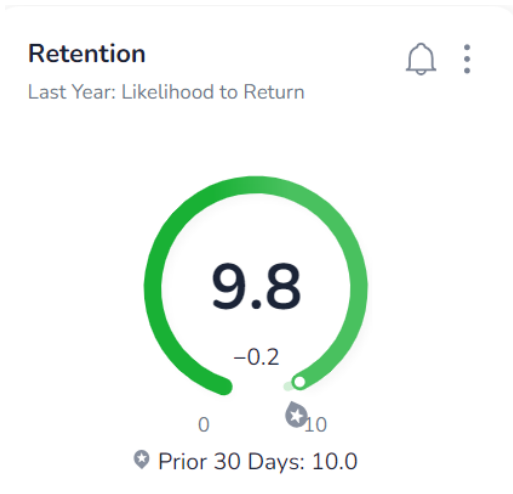 Retention
Last Year: Likelihood to Return
9.8
−0.2
0 10
Prior 30 Days: 10.0